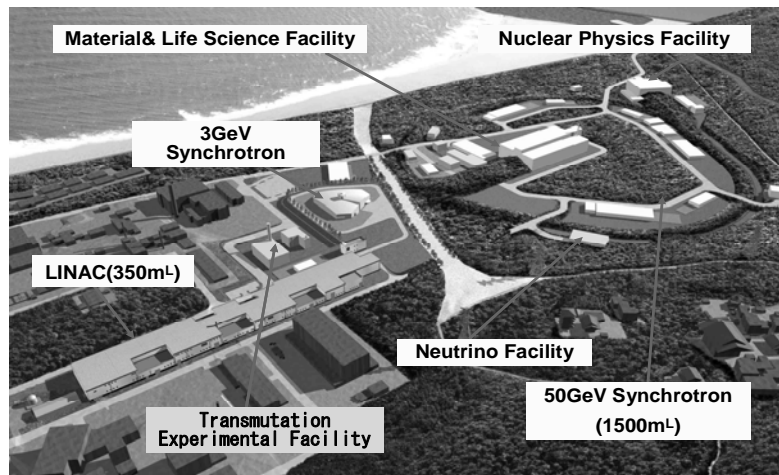 Material& Life Science Facility
Nuclear Physics Facility
3GeV
Synchrotron
LINAC(350mL)
Neutrino Facility
50GeV Synchrotron
(1500mL)
Transmutation
Experimental Facility